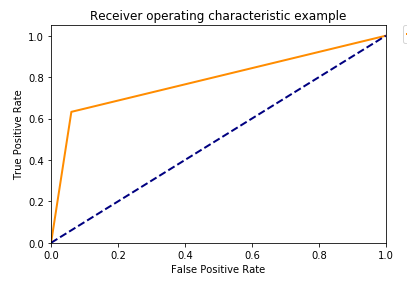 Receiver operating characteristic example
True Positive Rate
1.0
0.8
0.6
0.4
0.2
0.0
0.0 0.2 0.4 0.6 0.8 1.0
False Positive Rate